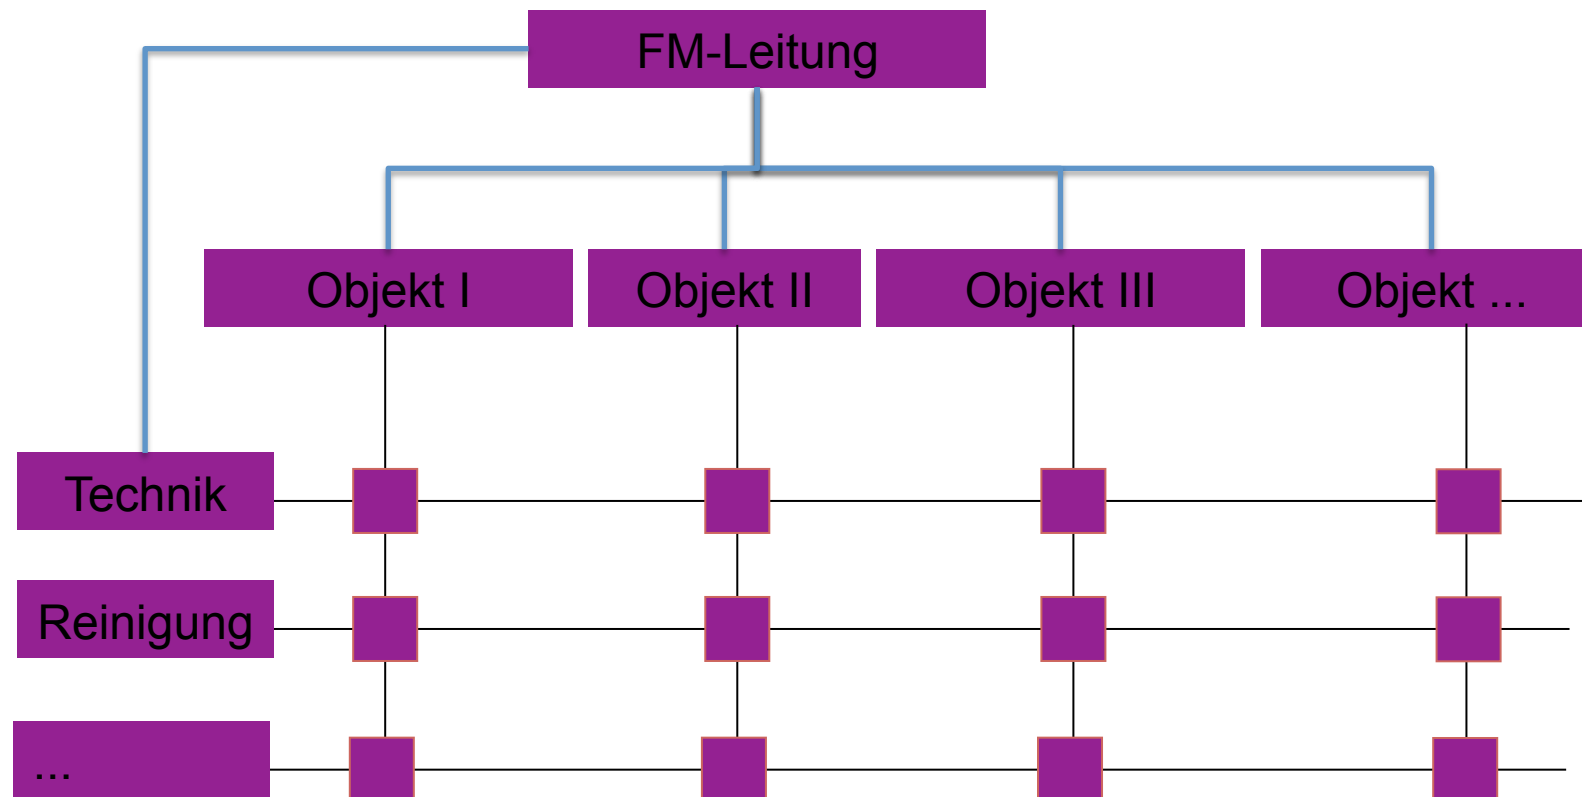 FM-Leitung
Objekt I
Objekt II
Objekt III
Objekt ...
Technik
Reinigung
...